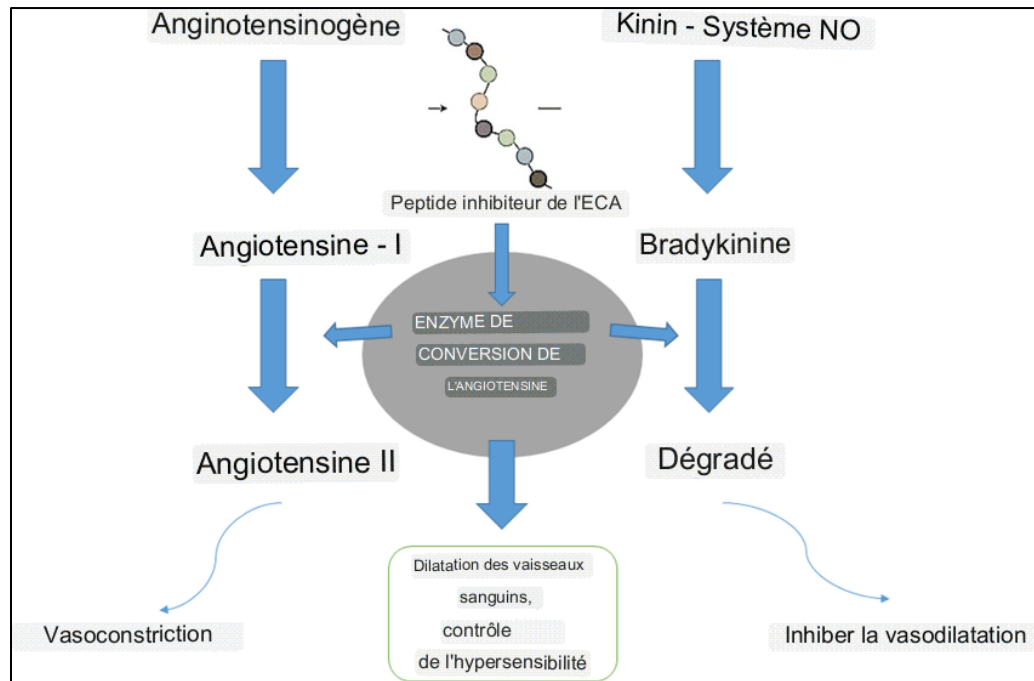 Anginotensinogène
Kinin - Système NO
Peptide inhibiteur de l'ECA
Angiotensine - I
Bradykinine
ENZYME DE
CONVERSION DE
L'ANGIOTENSINE
Angiotensine II
Dégradé
Dilatation des vaisseaux
sanguins,
contrôle
de l'hypersensibilité
Vasoconstriction
Inhiber la vasodilatation